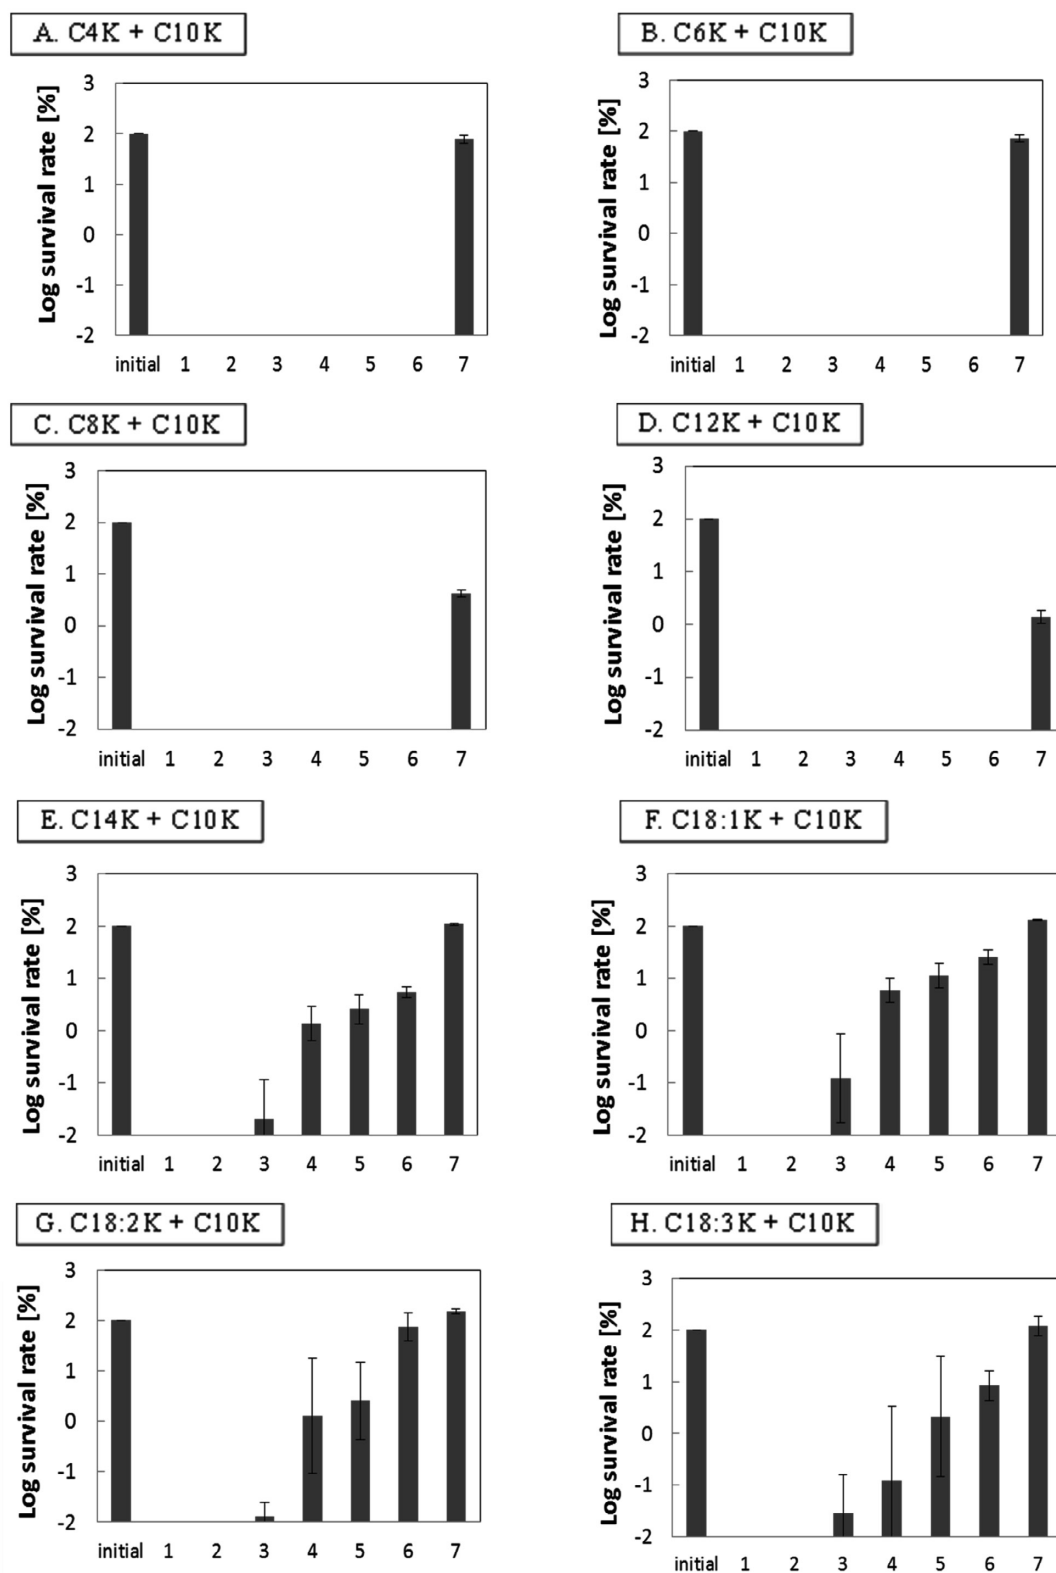 A. C4K + C10K
B. C6K + C10K
Log survival rate [%]
3
2
1
0
-1
-2
initial 1 2 3 4 5 6 7
Log survival rate [%]
3
2
1
0
-1
-2
initial 1 2 3 4 5 6 7
C. C8K + C10K
D. C12K + C10K
Log survival rate [%]
3
2
1
0
-1
-2
initial 1 2 3 4 5 6 7
Log survival rate [%]
3
2
1
0
-1
-2
initial 1 2 3 4 5 6 7
E. C14K + C10K
F. C18:1K + C10K
Log survival rate [%]
3
2
1
0
-1
-2
initial 1 2 3 4 5 6 7
Log survival rate [%]
3
2
1
0
-1
-2
initial 1 2 3 4 5 6 7
G. C18:2K + C10K
H. C18:3K + C10K
Log survival rate [%]
3
2
1
0
-1
-2
initial 1 2 3 4 5 6 7
Log survival rate [%]
3
2
1
0
-1
-2
initial 1 2 3 4 5 6 7